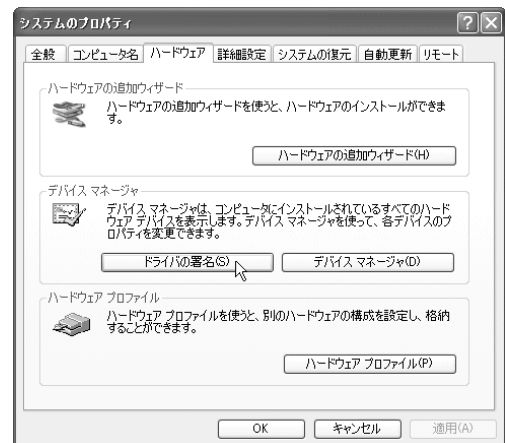 システムのプロパティ
全般 コンピュータ名 ハードウェア 詳細設定 システムの復元 自動更新 リモート
ハードウェアの追加ウィザード
ハードウェアの追加ウィザードを使うと、ハードウェアのインストールができま
す。
ハードウェアの追加ウィザード(H)
デバイス マネージャ
デバイス マネージャは、コンピュータにインストールされているすべてのハード
ウェア デバイスを表示します。デバイス マネージャを使って、各デバイスのプ
ロパティを変更できます。
ドライバの署名(S) デバイス マネージャ(D)
ハードウェア プロファイル
ハードウェア プロファイルを使うと、別のハードウェアの構成を設定し、格納
することができます。
ハードウェア プロファイル(P)
OK キャンセル 適用(A)